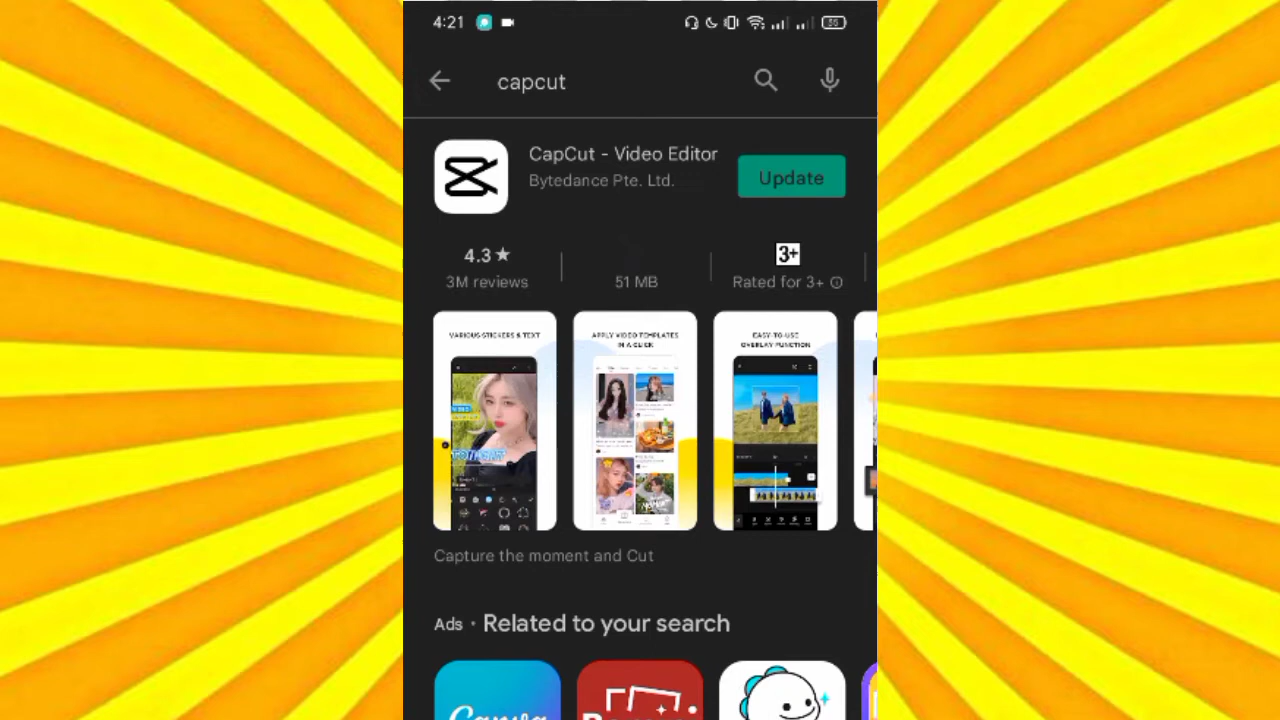 4:21
36
capcut
CapCut - Video Editor
Bytedance Pte. Ltd.
Update
4.3★
3M reviews
51 MB
3+
Rated for 3+
VARIOUS STICKERS & TEXT
APPLY VIDEO TEMPLATES
IN A CLICK
EASY-TO-USE
OVERLAY FUNCTION
Capture the moment and Cut
Ads · Related to your search
Canva